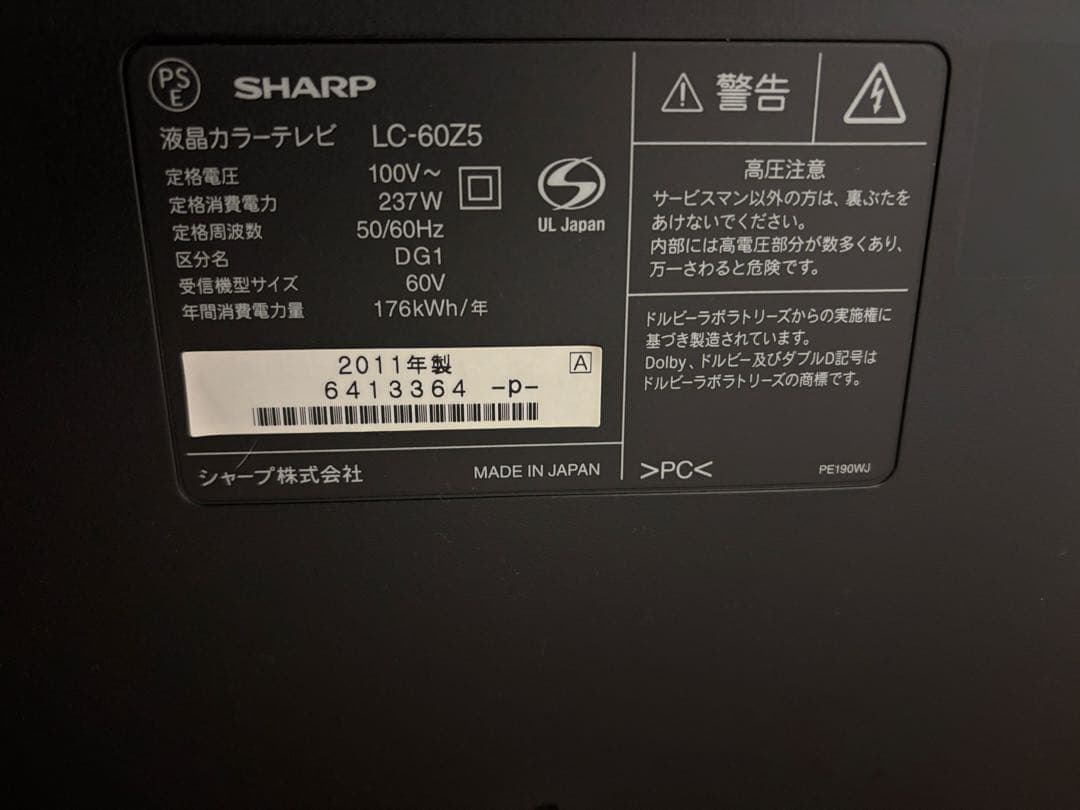 PS
E
SHARP
液晶カラーテレビ LC-60Z5
定格電圧 100V～
定格消費電力 237W
定格周波数 50/60Hz
区分名 DG1
受信機型サイズ 60V
年間消費電力量 176kWh/年
UL Japan
2011年製 A
6413364 -p-
シャープ株式会社 MADE IN JAPAN
警告
高圧注意
サービスマン以外の方は、裏ぶたを
あけないでください。
内部には高電圧部分が数多くあり、
万一さわると危険です。
ドルビーラボラトリーズからの実施権に
基づき製造されています。
Dolby、ドルビー及びダブルD記号は
ドルビーラボラトリーズの商標です。
>PC< PE190WJ